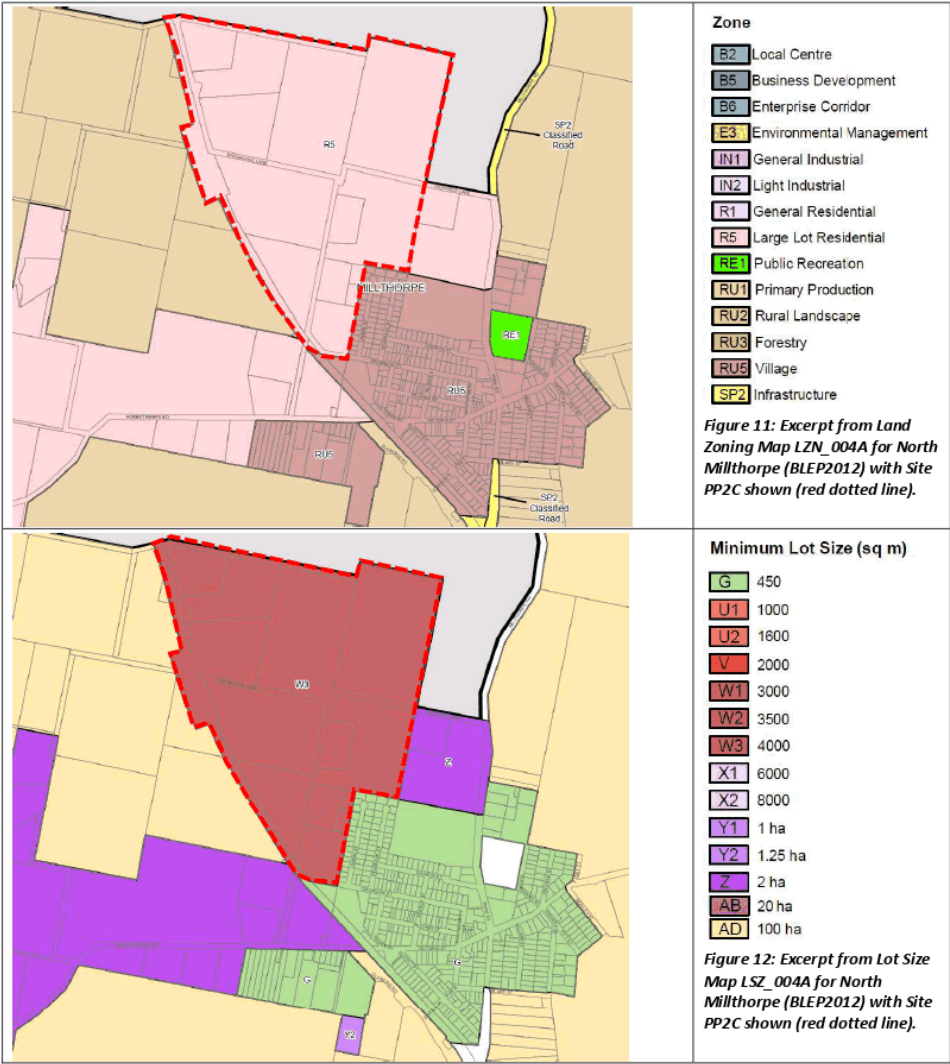 R5
SP2
Classified
Road
MILLTHORPE
RE1
RU5
RU5
SP2
Classified
Road
Zone
B2 Local Centre
B5 Business Development
B6 Enterprise Corridor
E3 Environmental Management
IN1 General Industrial
IN2 Light Industrial
R1 General Residential
R5 Large Lot Residential
RE1 Public Recreation
RU1 Primary Production
RU2 Rural Landscape
RU3 Forestry
RU5 Village
SP2 Infrastructure
Figure 11: Excerpt from Land
Zoning Map LZN_004A for North
Millthorpe (BLEP2012) with Site
PP2C shown (red dotted line).
W3
Z
G
G
Y2
Minimum Lot Size (sq m)
G 450
U1 1000
U2 1600
V 2000
W1 3000
W2 3500
W3 4000
X1 6000
X2 8000
Y1 1 ha
Y2 1.25 ha
Z 2 ha
AB 20 ha
AD 100 ha
Figure 12: Excerpt from Lot Size
Map LSZ_004A for North
Millthorpe (BLEP2012) with Site
PP2C shown (red dotted line).